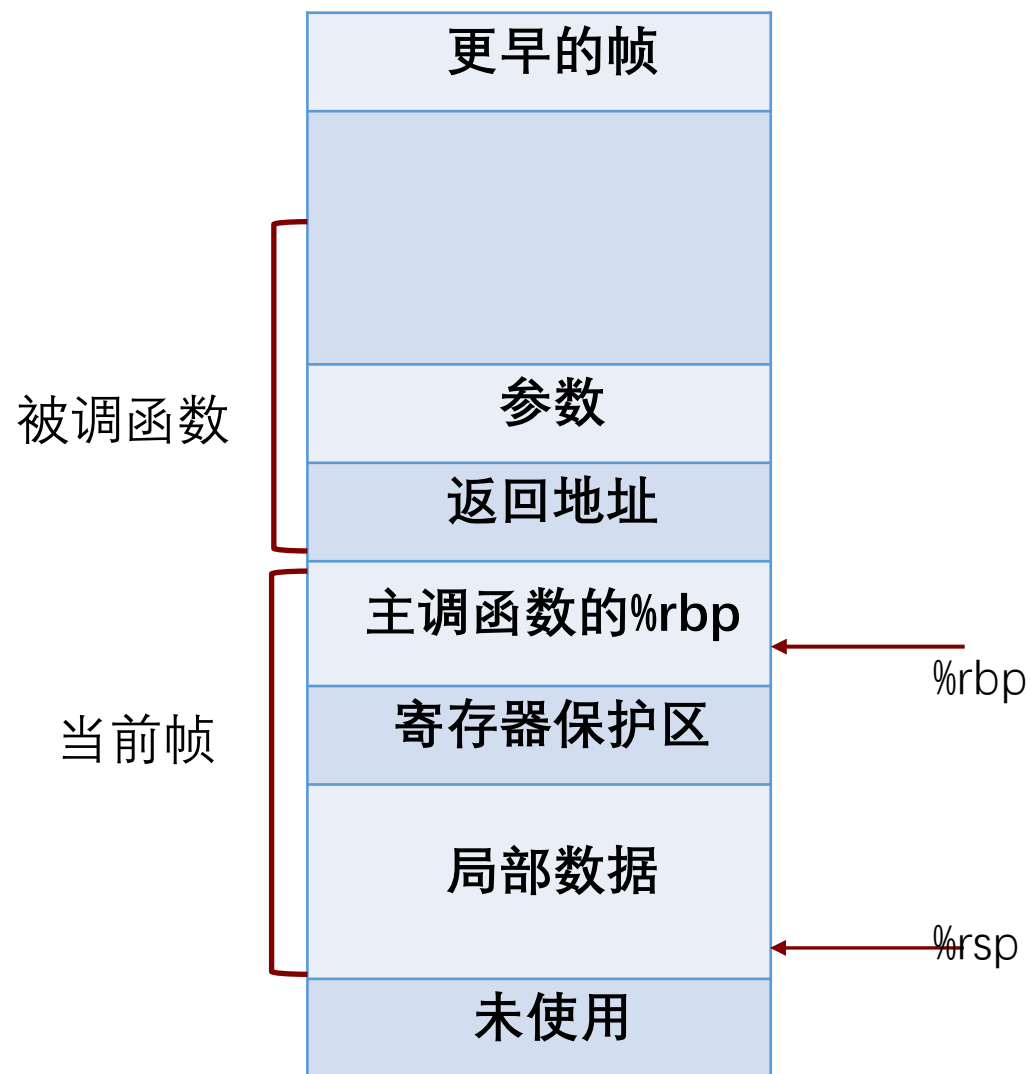 更早的帧
参数
被调函数
返回地址
主调函数的%rbp
%rbp
寄存器保护区
当前帧
局部数据
%rsp
未使用